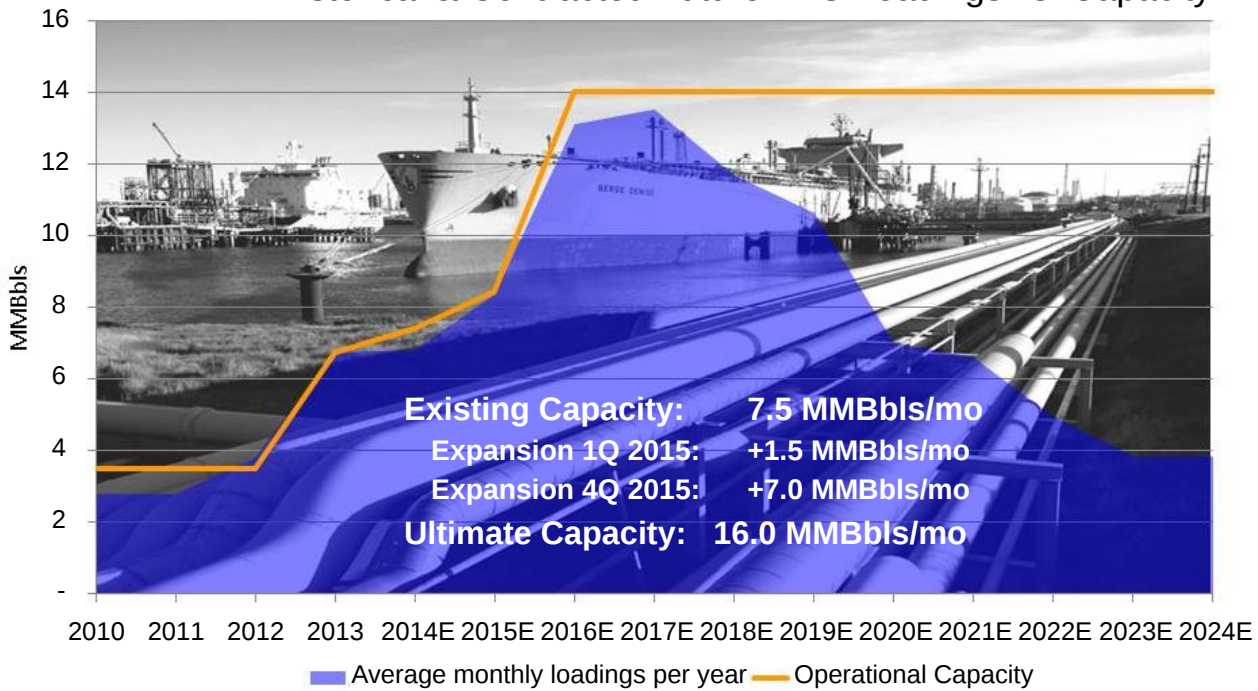 16
14
12
10
8
6
4
2
-
MMBbls
BERGE DENISE
Existing Capacity: 7.5 MMBbls/mo
Expansion 1Q 2015: +1.5 MMBbls/mo
Expansion 4Q 2015: +7.0 MMBbls/mo
Ultimate Capacity: 16.0 MMBbls/mo
2010 2011 2012 2013 2014E 2015E 2016E 2017E 2018E 2019E 2020E 2021E 2022E 2023E 2024E
Average monthly loadings per year Operational Capacity